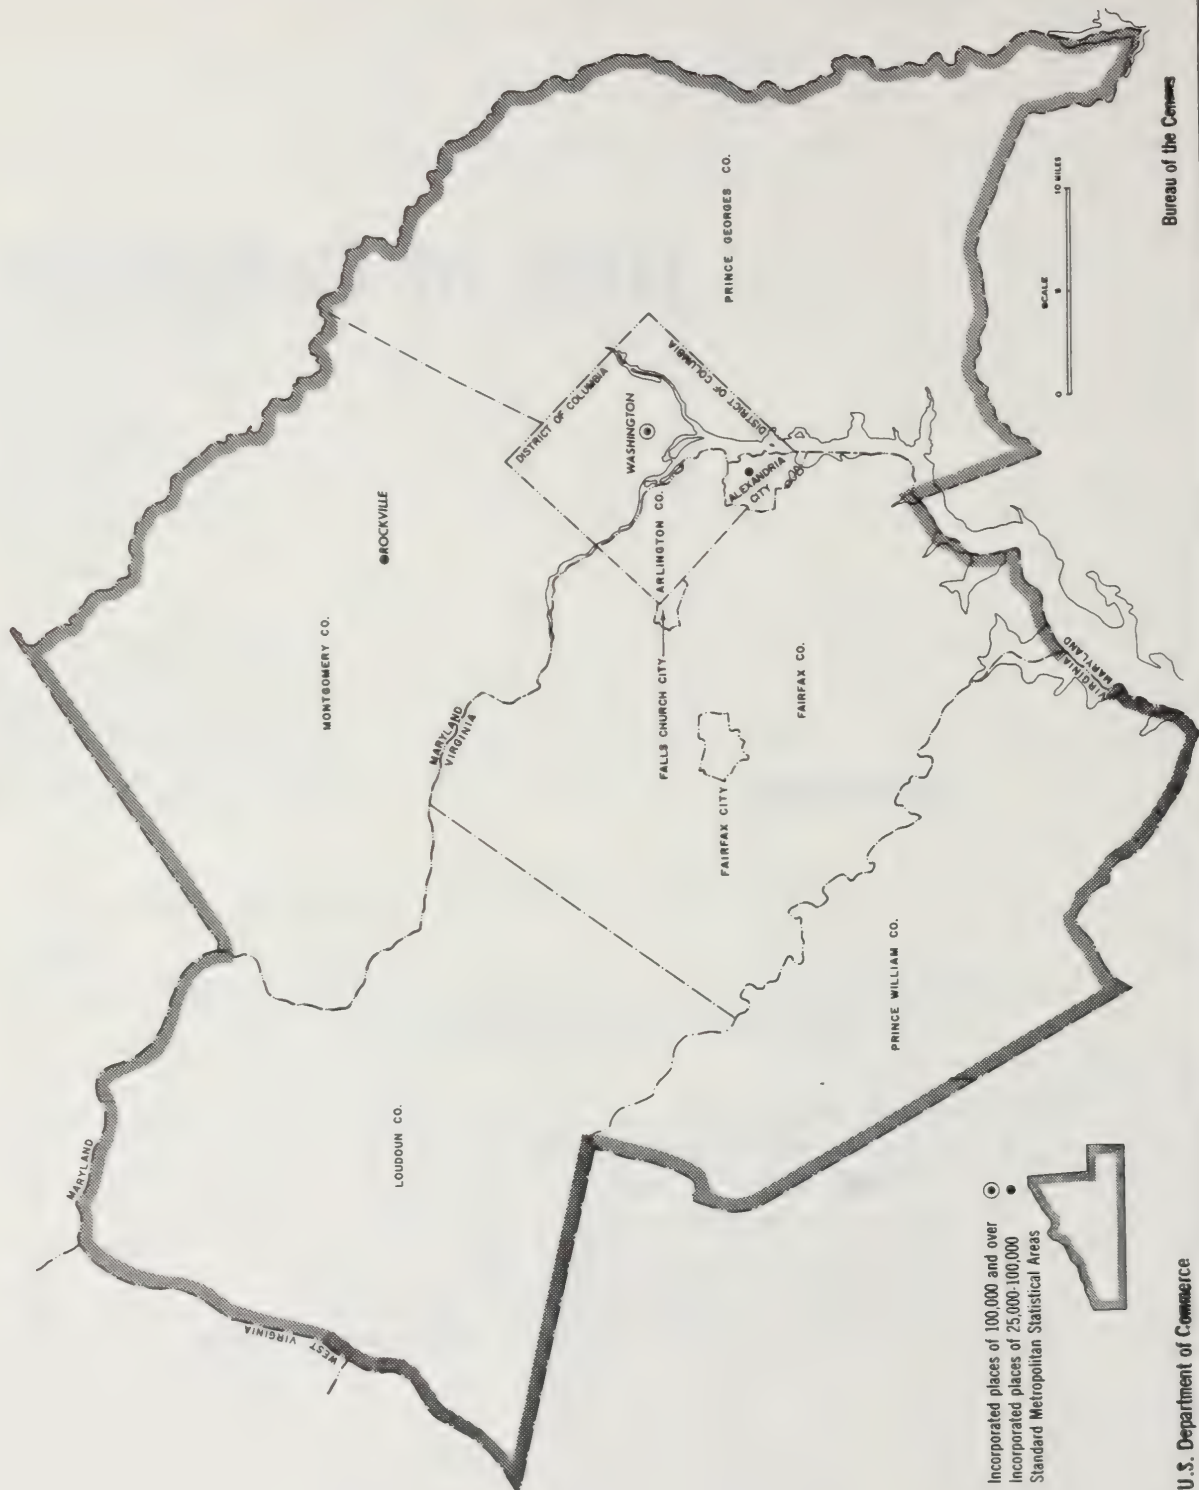 MARYLAND
WEST VIRGINIA
LOUDOUN CO.
MONTGOMERY CO.
ROCKVILLE
MARYLAND
VIRGINIA
DISTRICT OF COLUMBIA
WASHINGTON
DISTRICT OF COLUMBIA
PRINCE GEORGES CO.
ARLINGTON CO.
ALEXANDRIA
CITY
FALLS CHURCH CITY
FAIRFAX CITY
FAIRFAX CO.
PRINCE WILLIAM CO.
VIRGINIA
MARYLAND
Incorporated places of 100,000 and over
Incorporated places of 25,000-100,000
Standard Metropolitan Statistical Areas
SCALE
0 5 10 MILES
U.S. Department of Commerce
Bureau of the Census